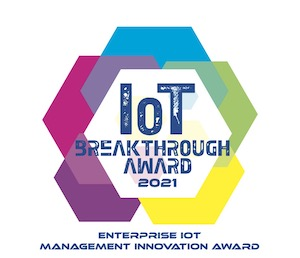 IoT
BREAKTHROUGH
AWARD
2021
ENTERPRISE IOT
MANAGEMENT INNOVATION AWARD